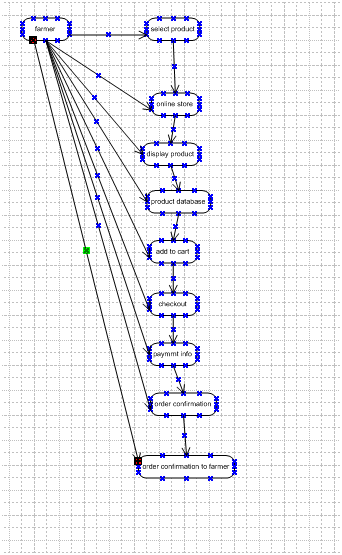 farmer
select product
online store
display product
product database
add to cart
checkout
paymmt info
order confirmation
order confirmation to farmer